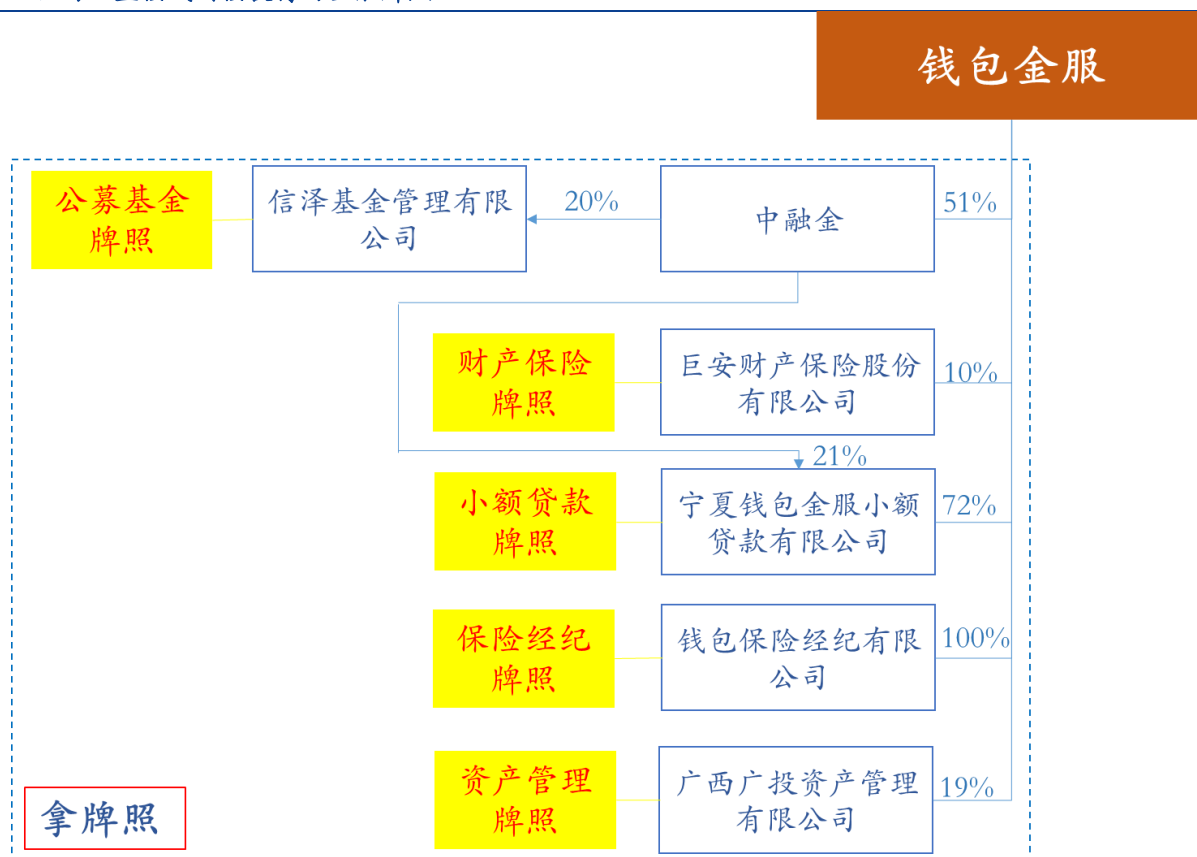 钱包金服
公募基金
牌照
信泽基金管理有限
公司
20%
中融金
51%
财产保险
牌照
巨安财产保险股份
有限公司
10%
21%
小额贷款
牌照
宁夏钱包金服小额
贷款有限公司
72%
保险经纪
牌照
钱包保险经纪有限
公司
100%
资产管理
牌照
广西广投资产管理
有限公司
19%
拿牌照